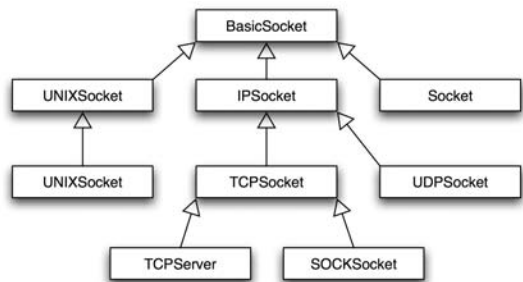 BasicSocket
UNIXSocket
IPSocket
Socket
UNIXSocket
TCPSocket
UDPSocket
TCPServer
SOCKSocket